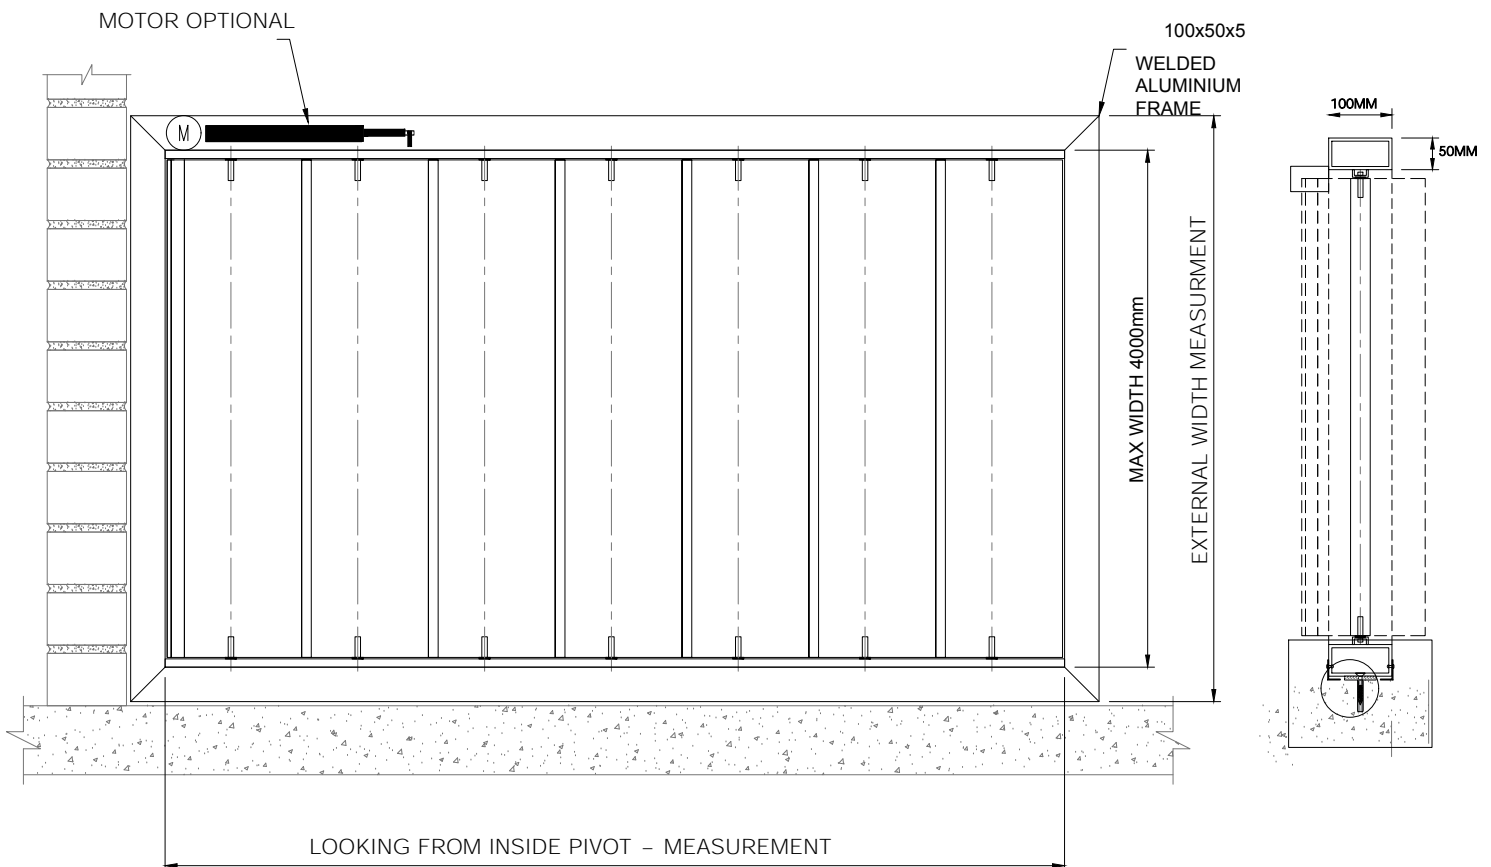 MOTOR OPTIONAL
100x50x5
WELDED
ALUMINIUM
FRAME
M
100MM
50MM
MAX WIDTH 4000mm
EXTERNAL WIDTH MEASURMENT
LOOKING FROM INSIDE PIVOT – MEASUREMENT